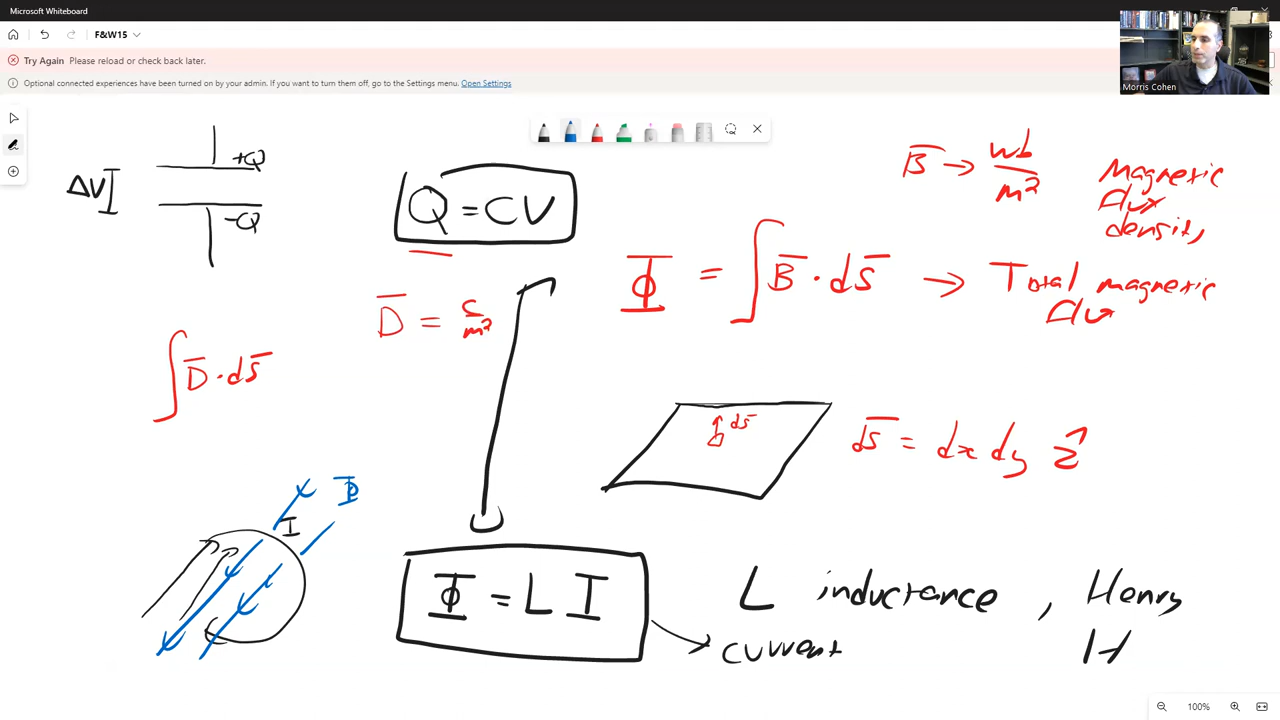 Microsoft Whiteboard
F&W15
Try Again Please reload or check back later.
Optional connected experiences have been turned on by your admin. If you want to turn them off, go to the Settings menu. Open Settings
Morris Cohen
ΔV
+Q
-Q
Q = CV
B̅ → wb/m²
Magnetic
flux
density
Φ = ∫ B̅ · dS̅ → Total magnetic
flux
D̅ = C/m²
∫ D̅ · dS̅
dS̅
dS̅ = dx dy ẑ
Φ
I
Φ = L I
L inductance , Henry
H
current
100%